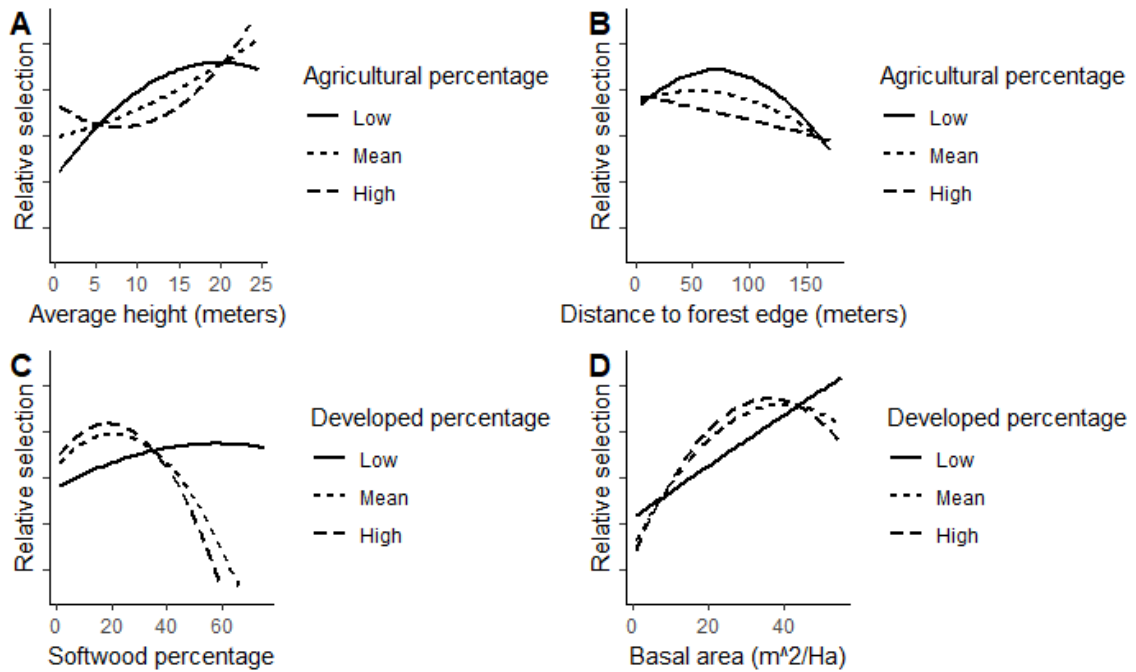 A
Relative selection
0 5 10 15 20 25
Average height (meters)
Agricultural percentage
Low
Mean
High
B
Relative selection
0 50 100 150
Distance to forest edge (meters)
Agricultural percentage
Low
Mean
High
C
Relative selection
0 20 40 60
Softwood percentage
Developed percentage
Low
Mean
High
D
Relative selection
0 20 40
Basal area (m^2/Ha)
Developed percentage
Low
Mean
High